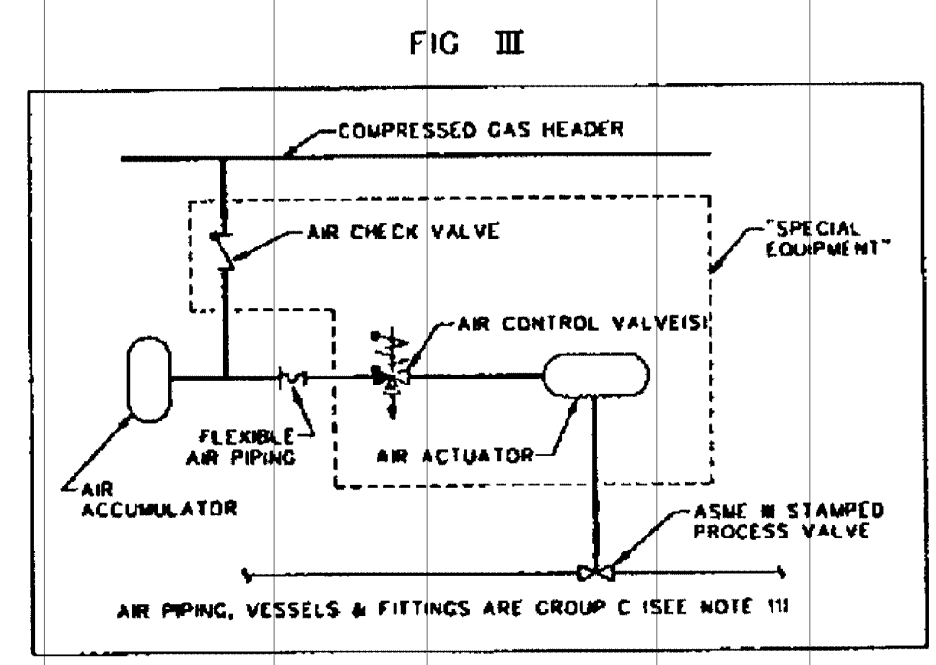 FIG III
COMPRESSED GAS HEADER
AIR CHECK VALVE
"SPECIAL
EQUIPMENT"
AIR CONTROL VALVE(S)
FLEXIBLE
AIR PIPING
AIR ACTUATOR
AIR
ACCUMULATOR
ASME III STAMPED
PROCESS VALVE
AIR PIPING, VESSELS & FITTINGS ARE GROUP C (SEE NOTE